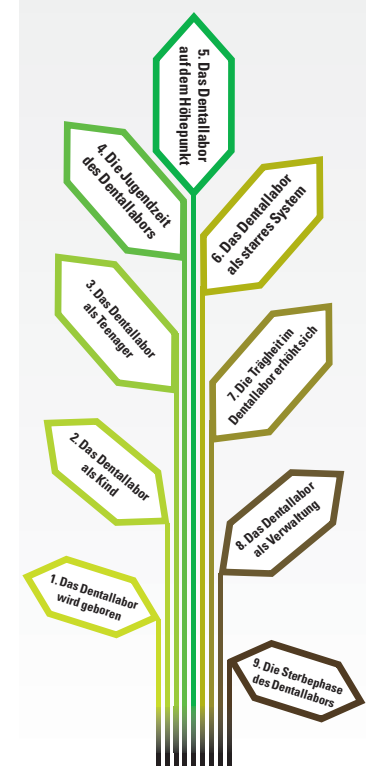 1. Das Dentallabor
wird geboren
2. Das Dentallabor
als Kind
3. Das Dentallabor
als Teenager
4. Die Jugendzeit
des Dentallabors
5. Das Dentallabor
auf dem Höhepunkt
6. Das Dentallabor
als starres System
7. Die Trägheit im
Dentallabor erhöht sich
8. Das Dentallabor
als Verwaltung
9. Die Sterbephase
des Dentallabors